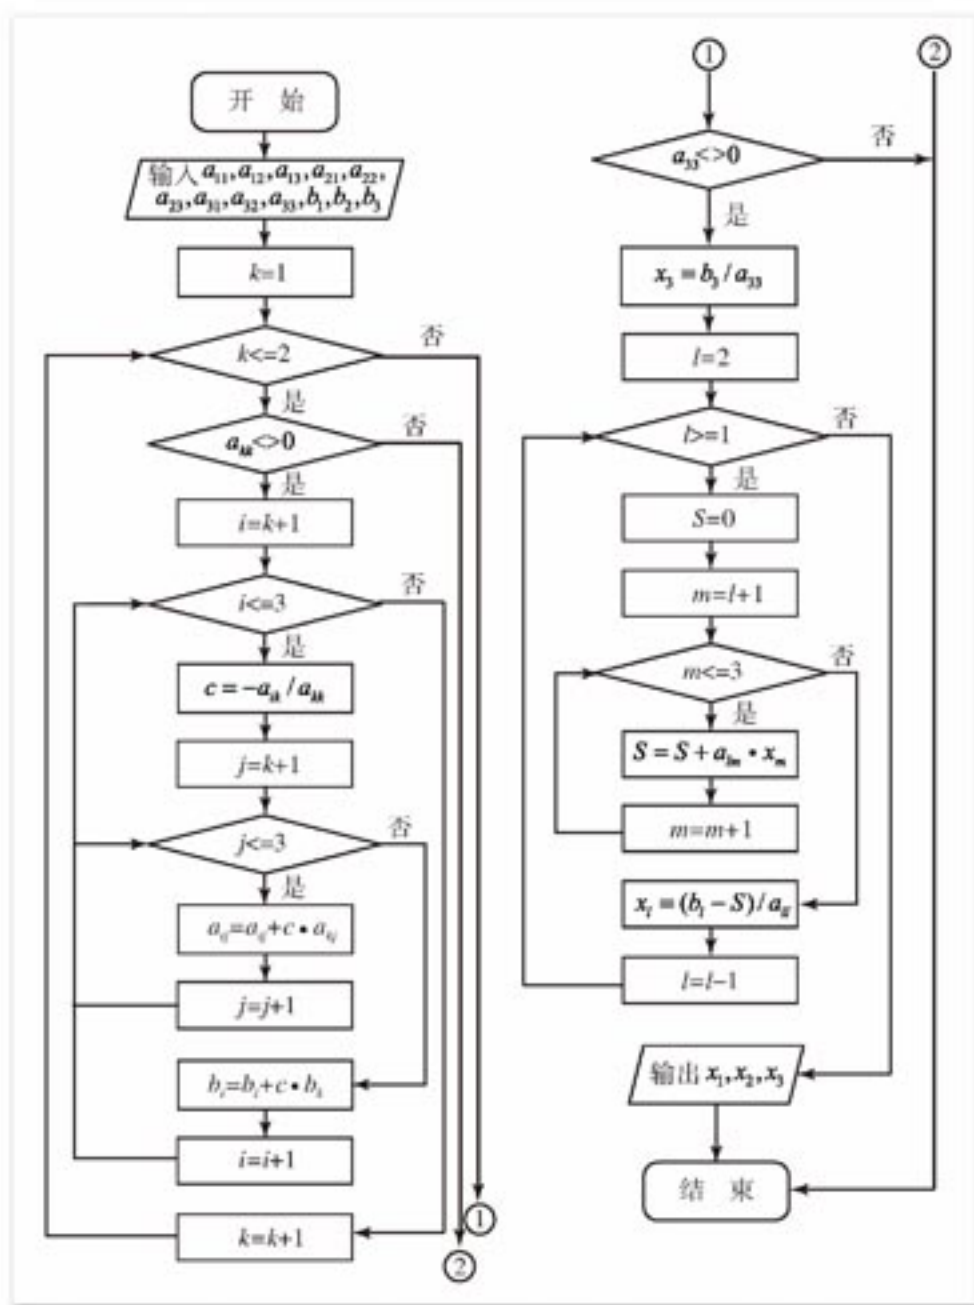 开 始
输入 a₁₁,a₁₂,a₁₃,a₂₁,a₂₂,
a₂₃,a₃₁,a₃₂,a₃₃,b₁,b₂,b₃
k=1
k<=2
否
是
aₖₖ<>0
否
是
i=k+1
i<=3
否
是
c=-aᵢₖ/aₖₖ
j=k+1
j<=3
否
是
aᵢⱼ=aᵢⱼ+c•aₖⱼ
j=j+1
bᵢ=bᵢ+c•bₖ
i=i+1
k=k+1
①
②
①
②
a₃₃<>0
否
是
x₃=b₃/a₃₃
l=2
l>=1
否
是
S=0
m=l+1
m<=3
否
是
S=S+aₗₘ•xₘ
m=m+1
xₗ=(bₗ-S)/aₗₗ
l=l-1
输出 x₁,x₂,x₃
结 束